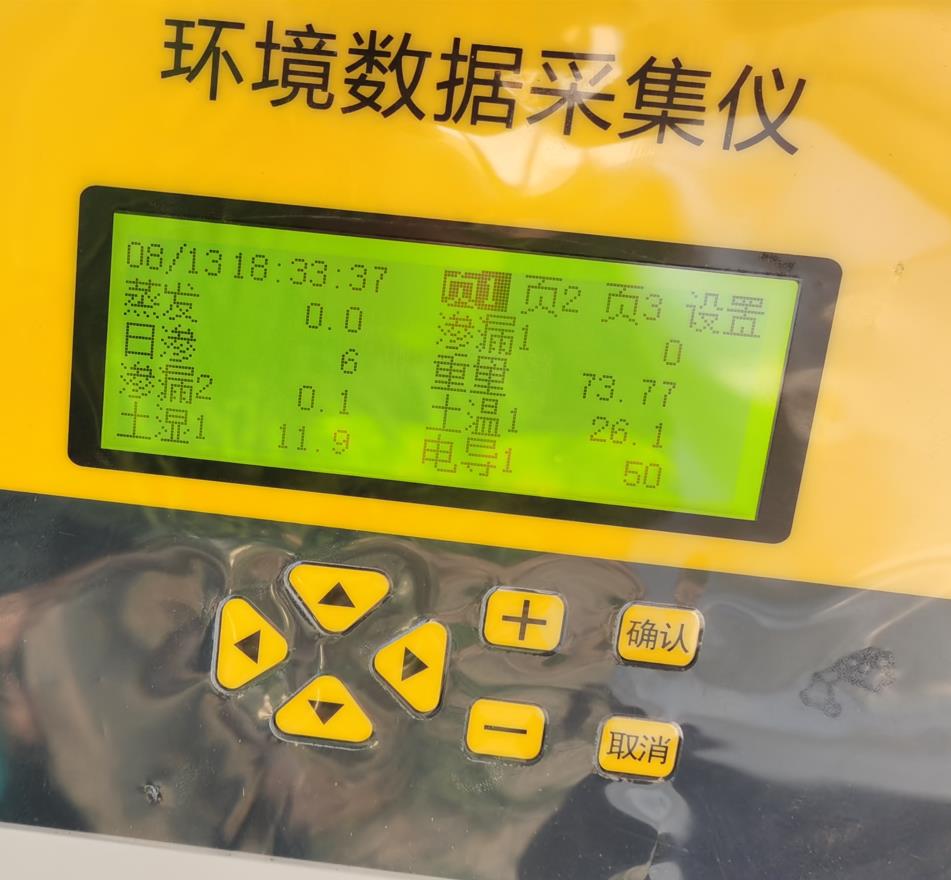 环境数据采集仪
08/13 18:33:37 页1 页2 页3 设置
蒸发 0.0 渗漏1 0
日渗 6 重量 73.77
渗漏2 0.1 土温1 26.1
土湿1 11.9 电导1 50
+ 确认
- 取消